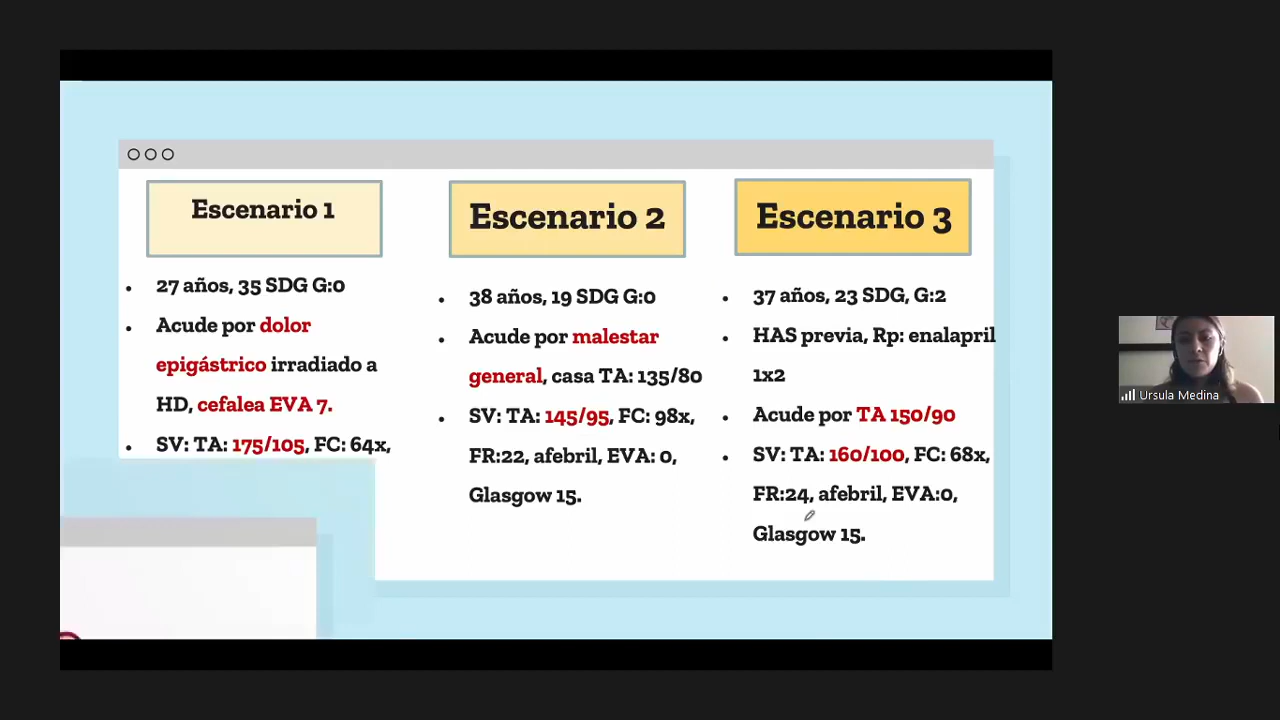 Escenario 1
27 años, 35 SDG G:0
Acude por dolor
epigástrico irradiado a
HD, cefalea EVA 7.
SV: TA: 175/105, FC: 64x,
Escenario 2
38 años, 19 SDG G:0
Acude por malestar
general, casa TA: 135/80
SV: TA: 145/95, FC: 98x,
FR:22, afebril, EVA: 0,
Glasgow 15.
Escenario 3
37 años, 23 SDG, G:2
HAS previa, Rp: enalapril
1x2
Acude por TA 150/90
SV: TA: 160/100, FC: 68x,
FR:24, afebril, EVA:0,
Glasgow 15.
Ursula Medina